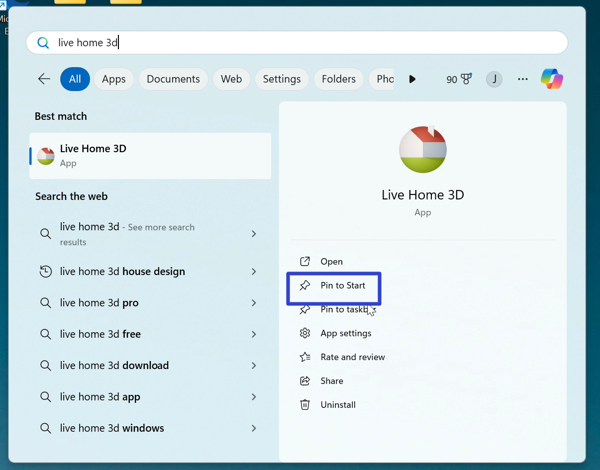 live home 3d
All Apps Documents Web Settings Folders Pho 90 J ...
Best match
Live Home 3D
App
Search the web
live home 3d - See more search
results
live home 3d house design
live home 3d pro
live home 3d free
live home 3d download
live home 3d app
live home 3d windows
Live Home 3D
App
Open
Pin to Start
Pin to taskb
App settings
Rate and review
Share
Uninstall